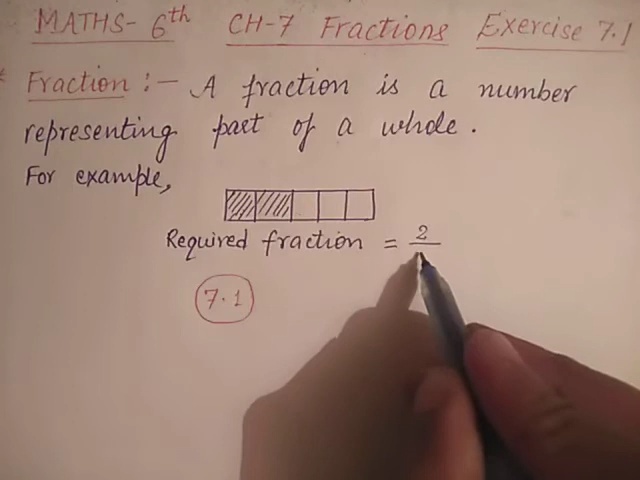 MATHS- 6th CH-7 Fractions Exercise 7.1
Fraction :- A fraction is a number
representing part of a whole.
For example,
Required fraction = 2/
7.1